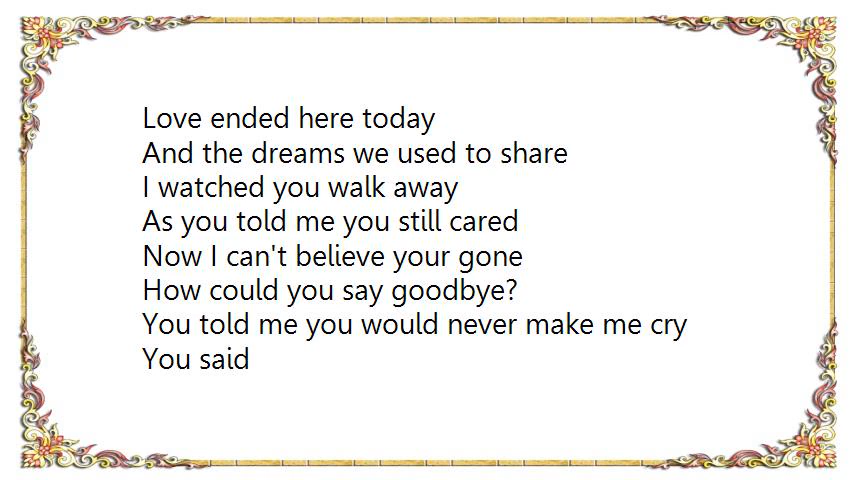 Love ended here today
And the dreams we used to share
I watched you walk away
As you told me you still cared
Now I can't believe your gone
How could you say goodbye?
You told me you would never make me cry
You said